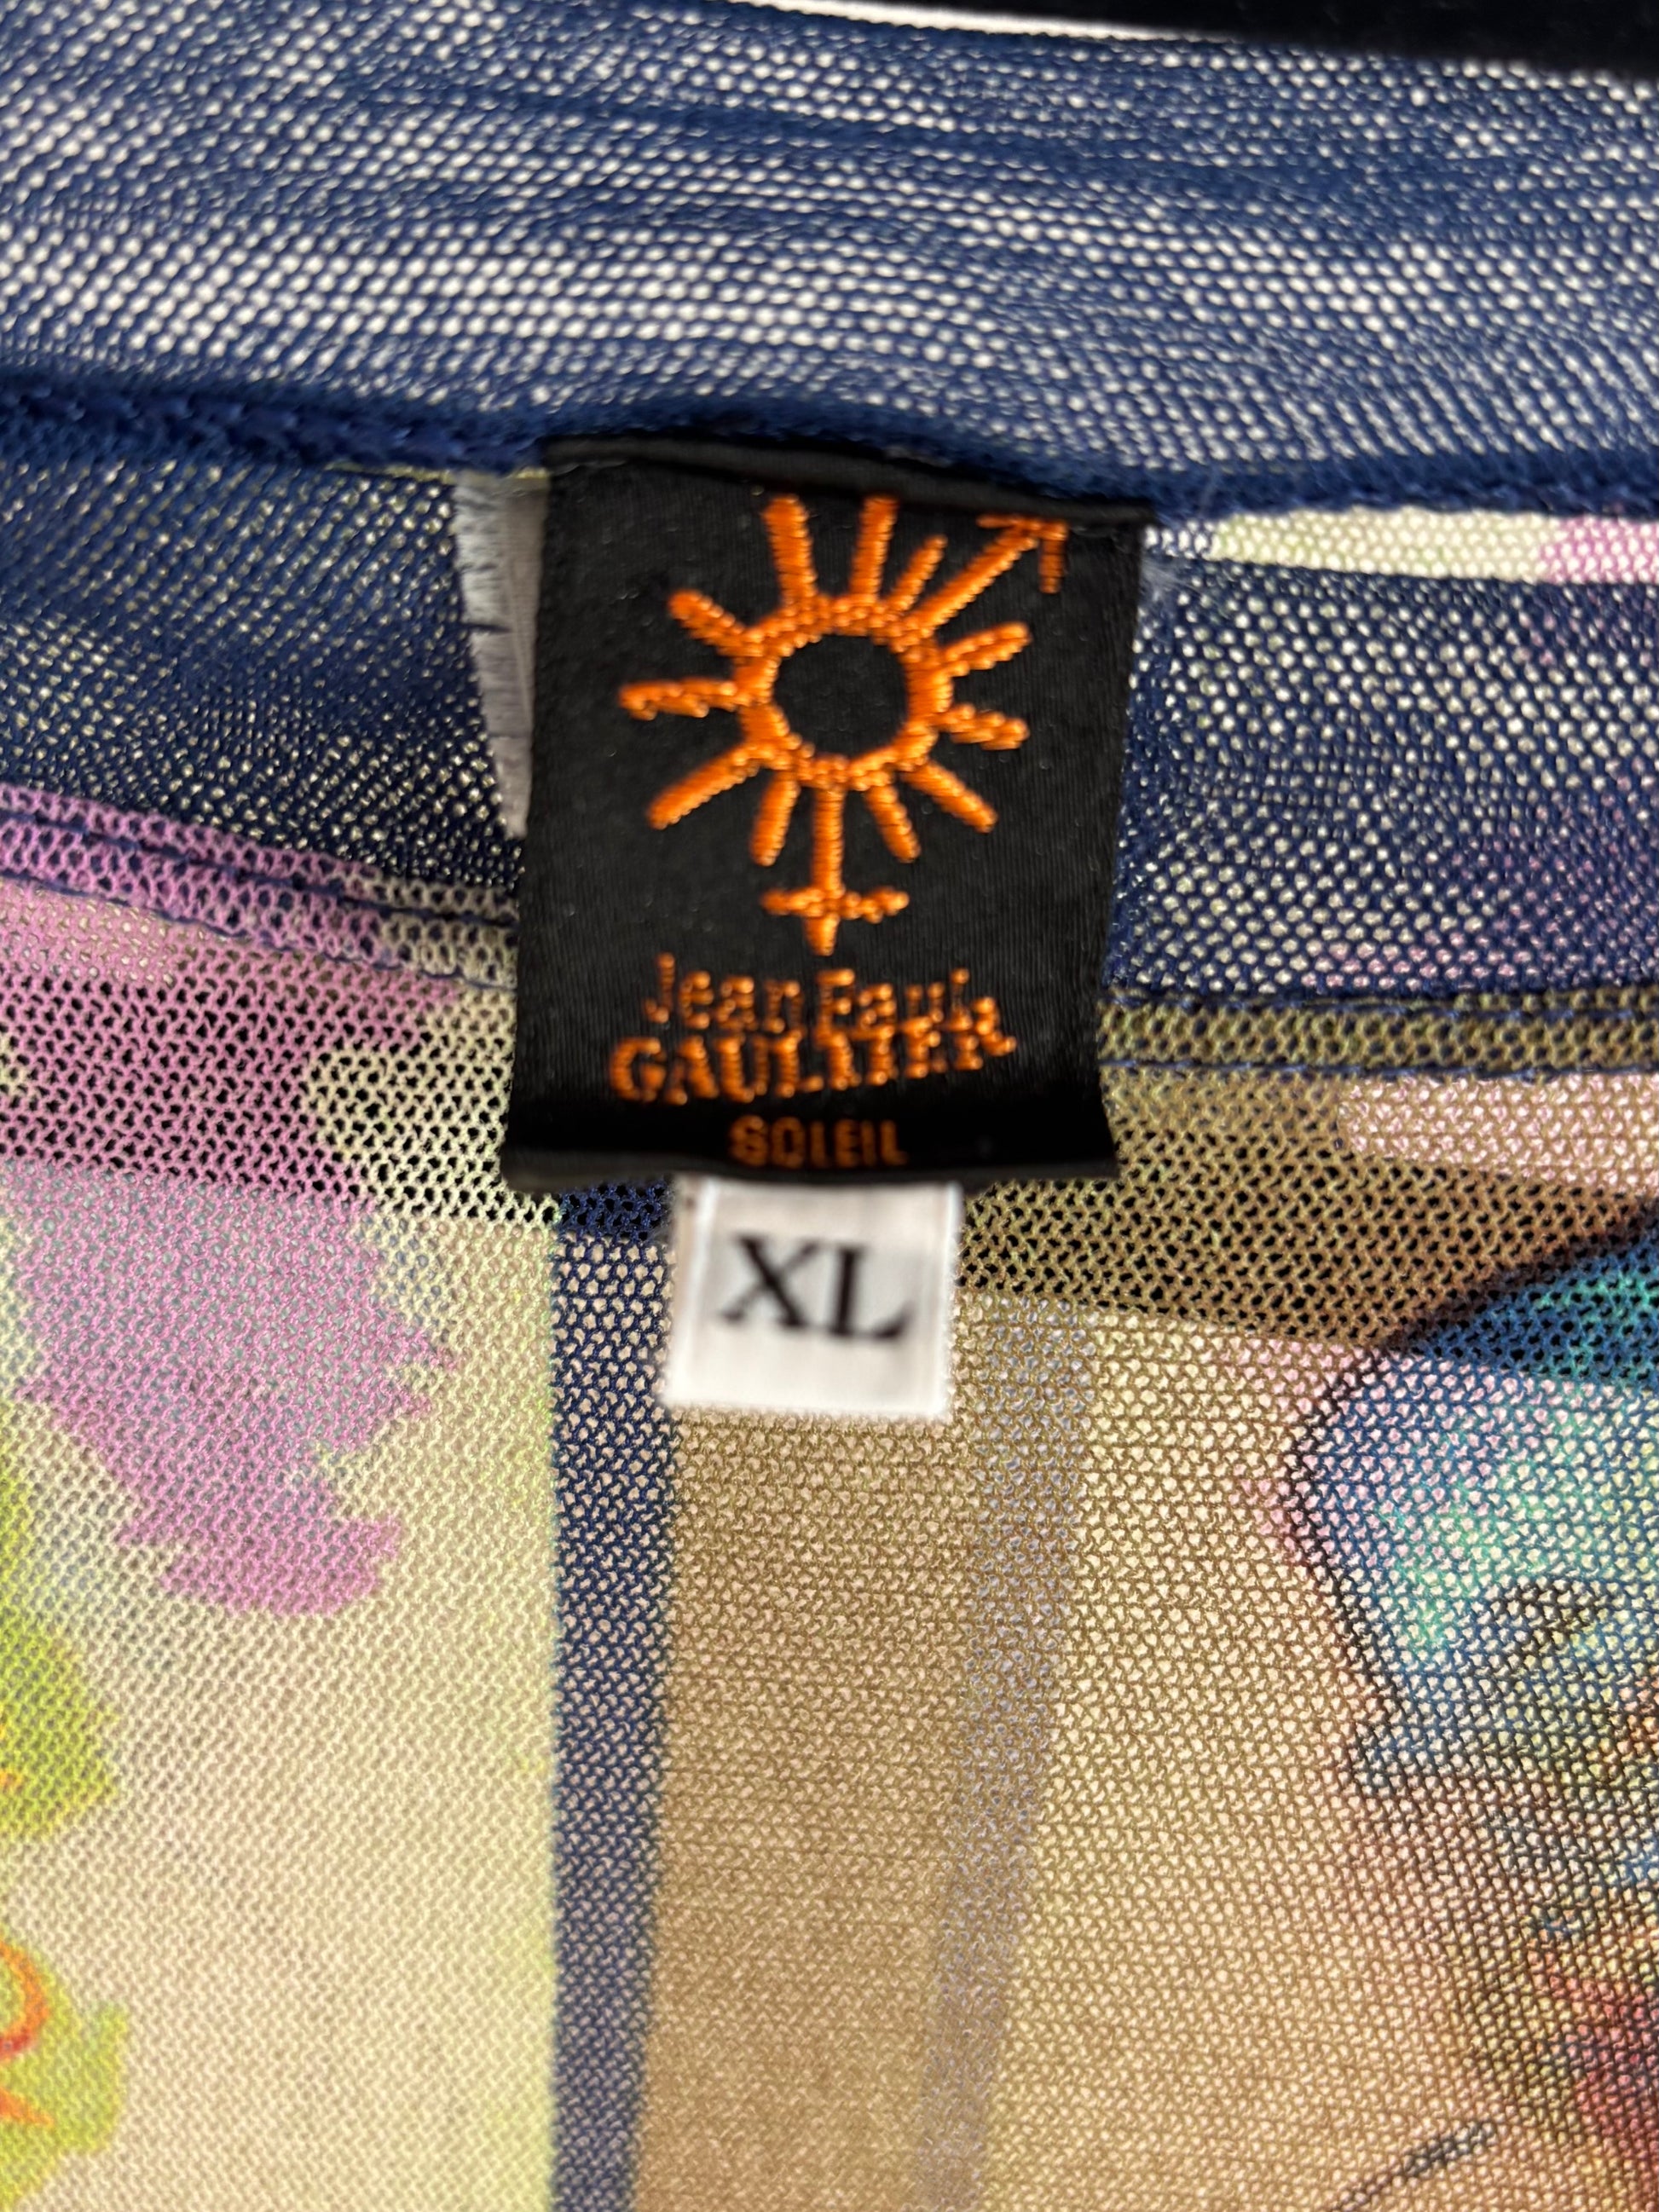 Jean Paul
GAULTIER
SOLEIL
XL